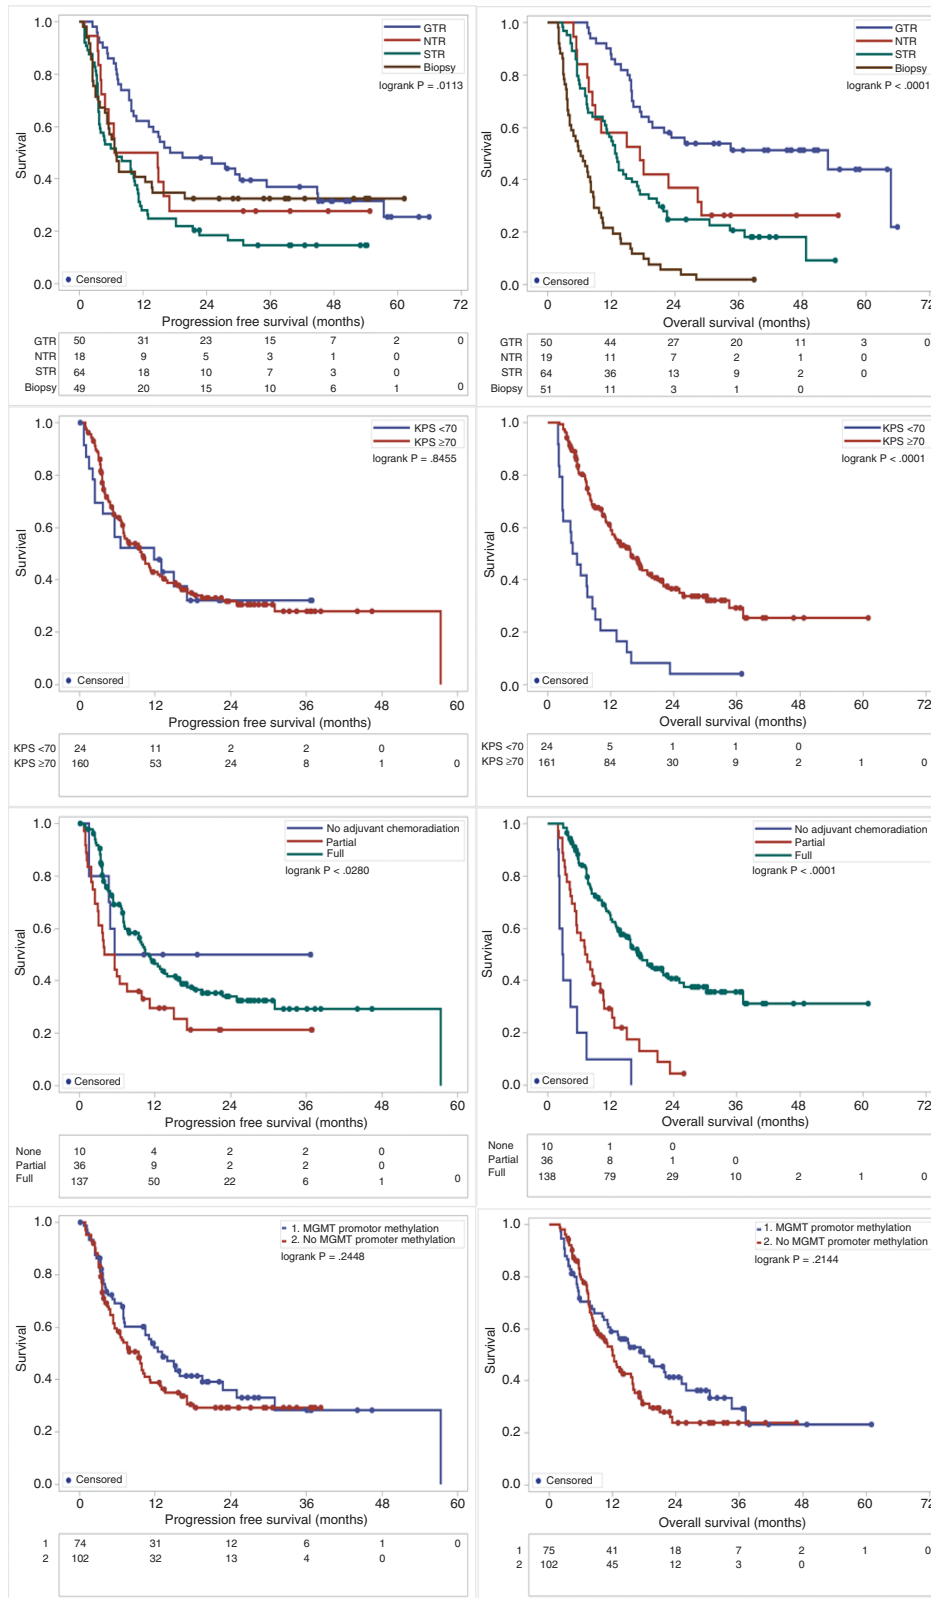 1.0
0.8
0.6
0.4
0.2
0.0
Survival
GTR
NTR
STR
Biopsy
logrank P = .0113
Censored
0 12 24 36 48 60 72
Progression free survival (months)
GTR 50 31 23 15 7 2 0
NTR 18 9 5 3 1 0
STR 64 18 10 7 3 0
Biopsy 49 20 15 10 6 1 0
1.0
0.8
0.6
0.4
0.2
0.0
Survival
GTR
NTR
STR
Biopsy
logrank P < .0001
Censored
0 12 24 36 48 60 72
Overall survival (months)
GTR 50 44 27 20 11 3 0
NTR 19 11 7 2 1 0
STR 64 36 13 9 2 0
Biopsy 51 11 3 1 0
1.0
0.8
0.6
0.4
0.2
0.0
Survival
KPS <70
KPS ≥70
logrank P = .8455
Censored
0 12 24 36 48 60
Progression free survival (months)
KPS <70 24 11 2 2 0
KPS ≥70 160 53 24 8 1 0
1.0
0.8
0.6
0.4
0.2
0.0
Survival
KPS <70
KPS ≥70
logrank P < .0001
Censored
0 12 24 36 48 60 72
Overall survival (months)
KPS <70 24 5 1 1 0
KPS ≥70 161 84 30 9 2 1 0
1.0
0.8
0.6
0.4
0.2
0.0
Survival
No adjuvant chemoradiation
Partial
Full
logrank P < .0280
Censored
0 12 24 36 48 60
Progression free survival (months)
None 10 4 2 2 0
Partial 36 9 2 2 0
Full 137 50 22 6 1 0
1.0
0.8
0.6
0.4
0.2
0.0
Survival
No adjuvant chemoradiation
Partial
Full
logrank P < .0001
Censored
0 12 24 36 48 60 72
Overall survival (months)
None 10 1 0
Partial 36 8 1 0
Full 138 79 29 10 2 1 0
1.0
0.8
0.6
0.4
0.2
0.0
Survival
1. MGMT promotor methylation
2. No MGMT promoter methylation
logrank P = .2448
Censored
0 12 24 36 48 60
Progression free survival (months)
1 74 31 12 6 1 0
2 102 32 13 4 0
1.0
0.8
0.6
0.4
0.2
0.0
Survival
1. MGMT promotor methylation
2. No MGMT promoter methylation
logrank P = .2144
Censored
0 12 24 36 48 60 72
Overall survival (months)
1 75 41 18 7 2 1 0
2 102 45 12 3 0